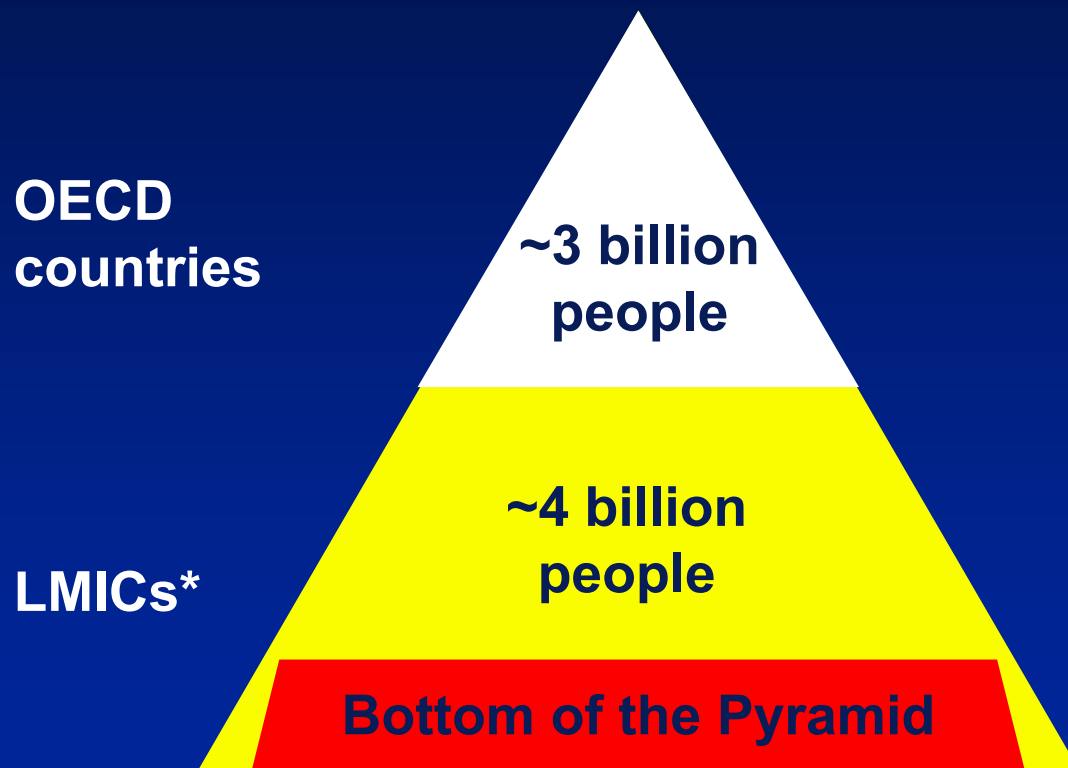 OECD
countries
~3 billion
people
~4 billion
people
LMICs*
Bottom of the Pyramid